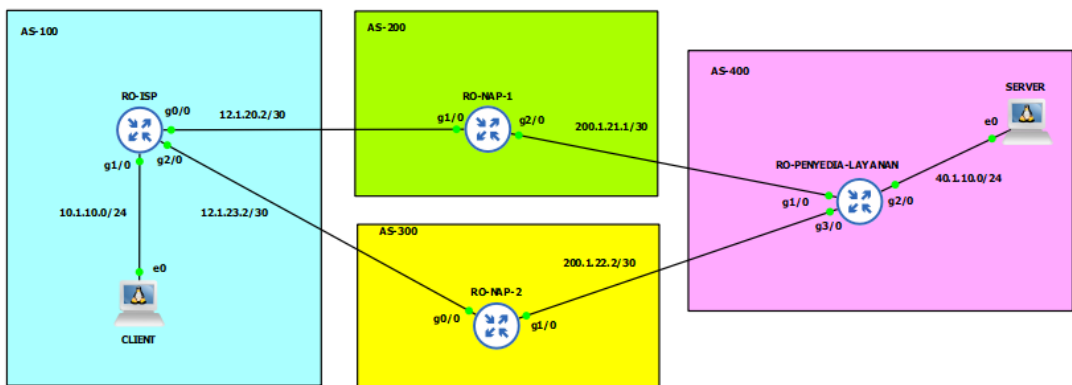 AS-100
RO-ISP
g0/0
12.1.20.2/30
g1/0
g2/0
10.1.10.0/24
12.1.23.2/30
e0
CLIENT
AS-200
RO-NAP-1
g1/0
g2/0
200.1.21.1/30
AS-300
200.1.22.2/30
RO-NAP-2
g0/0
g1/0
AS-400
SERVER
e0
RO-PENYEDIA-LAYANAN
40.1.10.0/24
g1/0
g2/0
g3/0